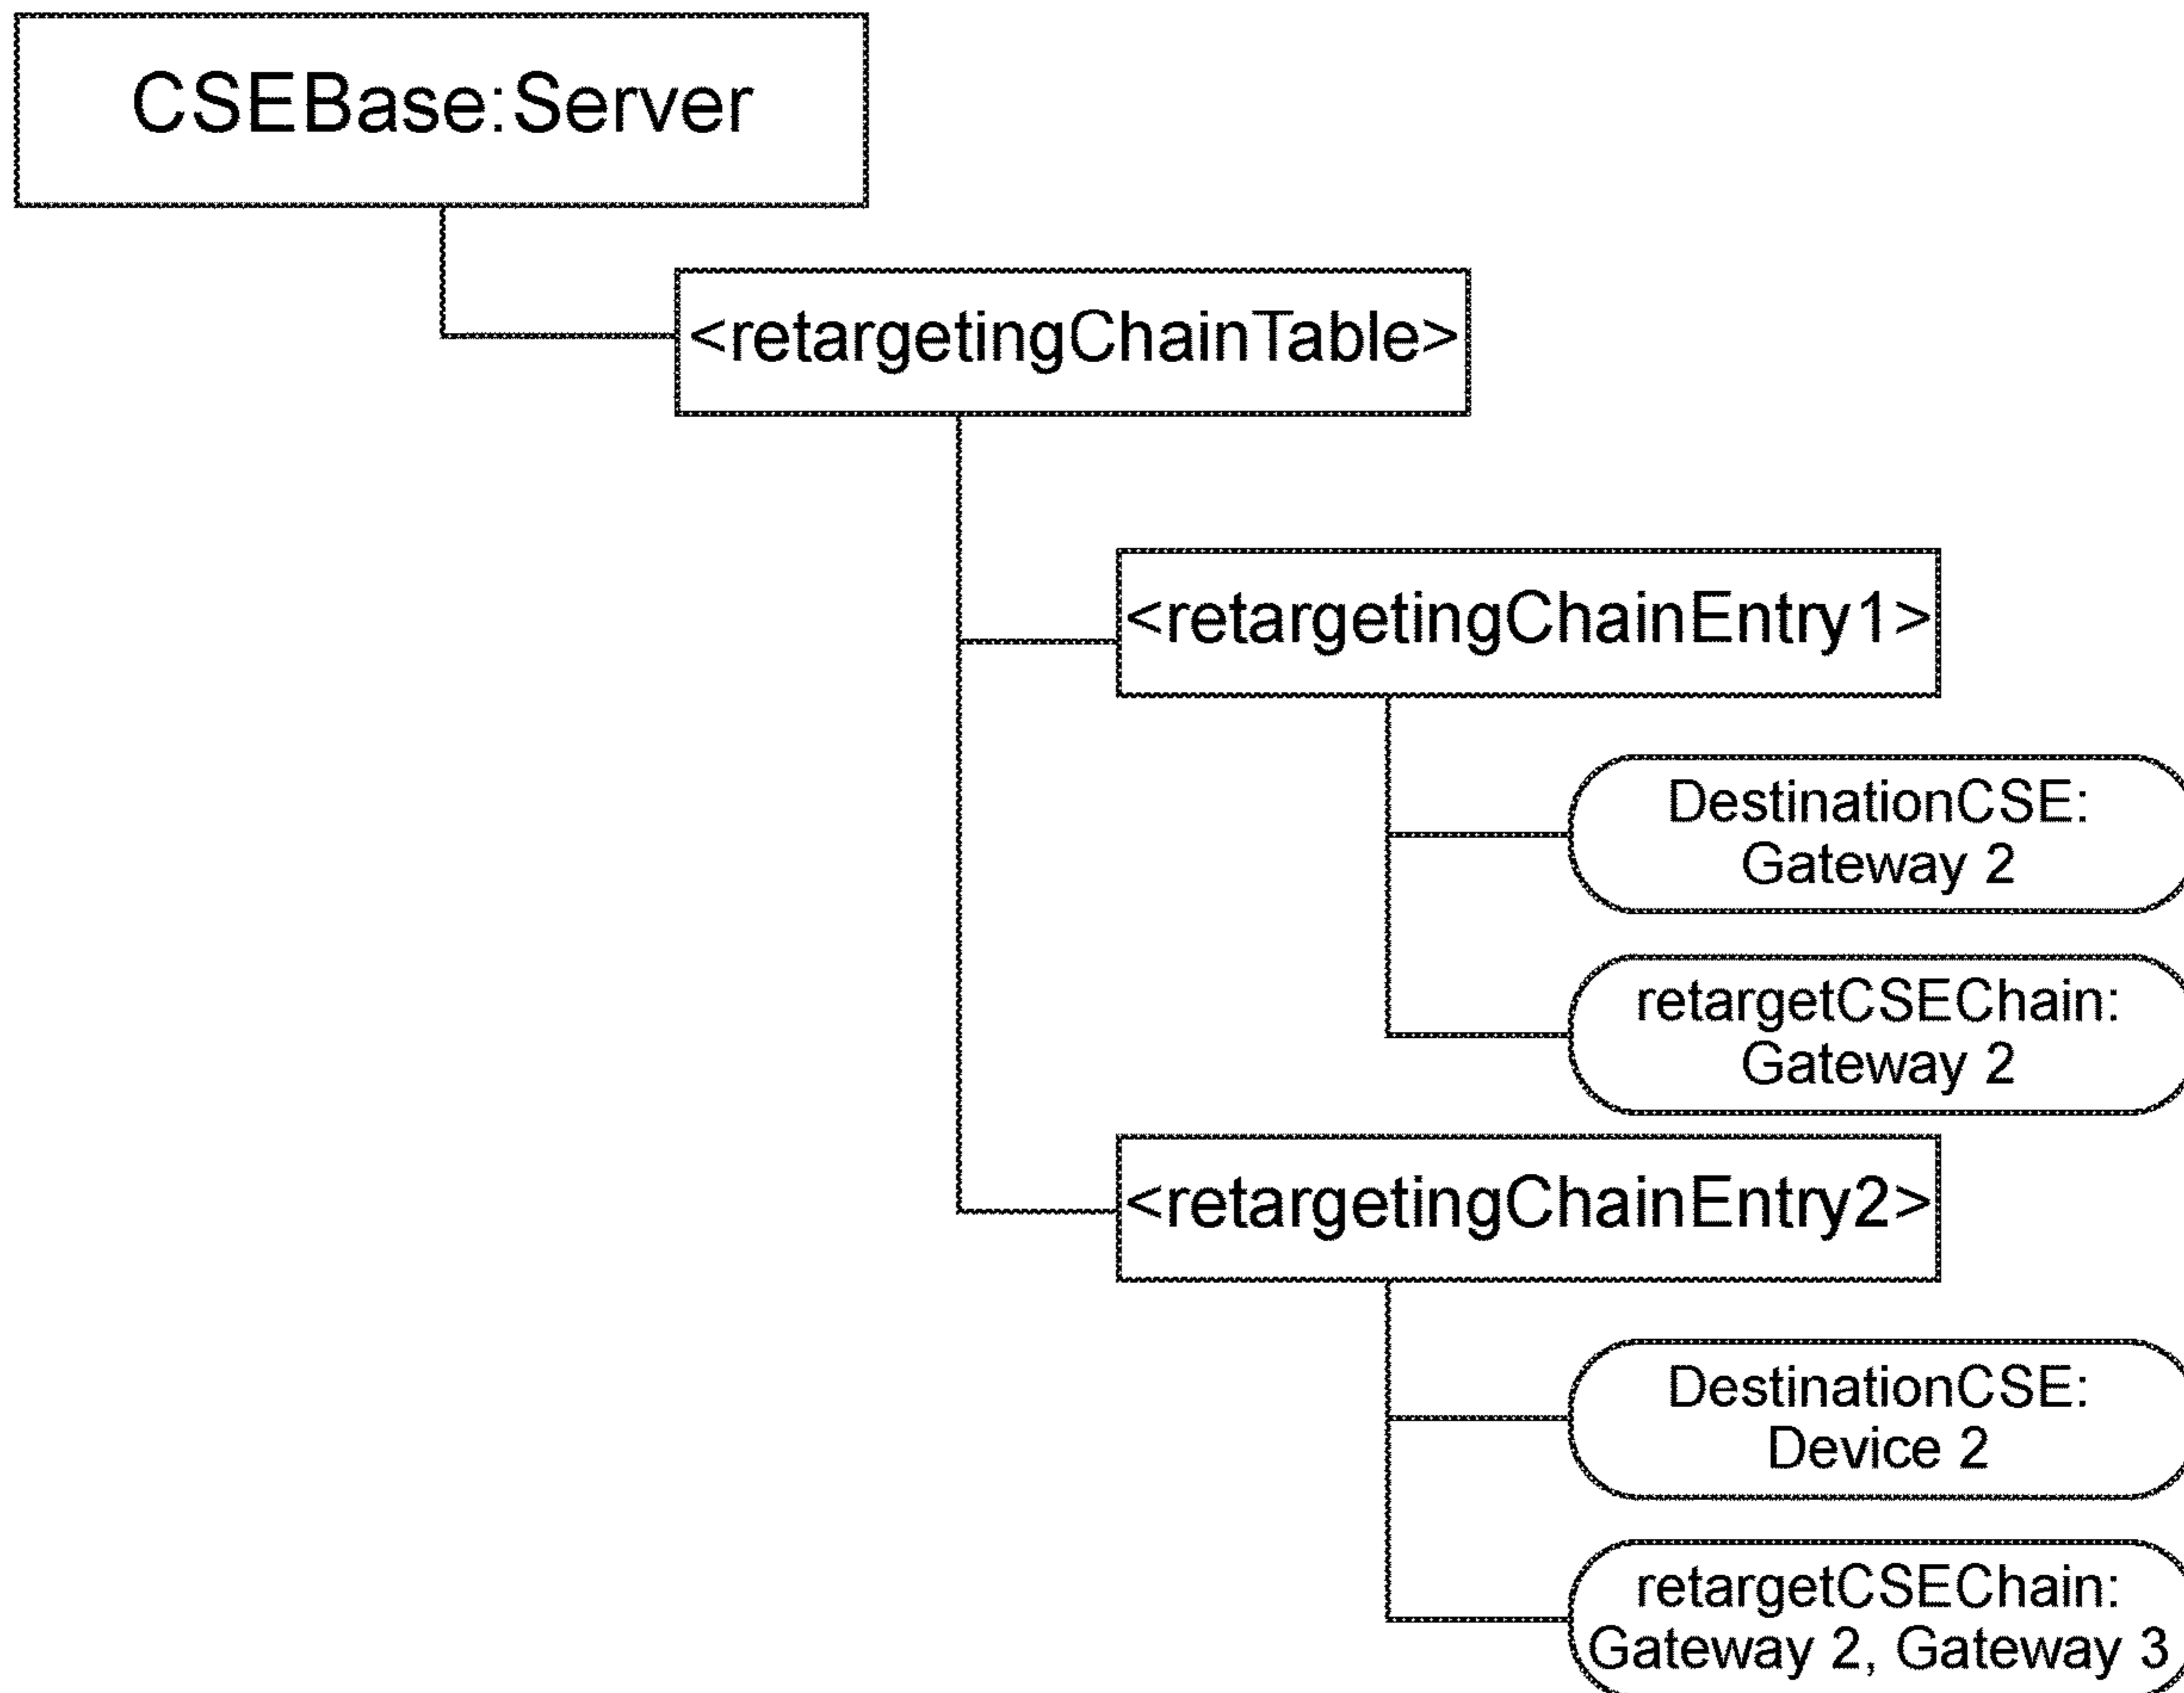 CSEBase:Server
<retargetingChainTable>
<retargetingChainEntry1>
DestinationCSE:
Gateway 2
retargetCSEChain:
Gateway 2
<retargetingChainEntry2>
DestinationCSE:
Device 2
retargetCSEChain:
Gateway 2, Gateway 3